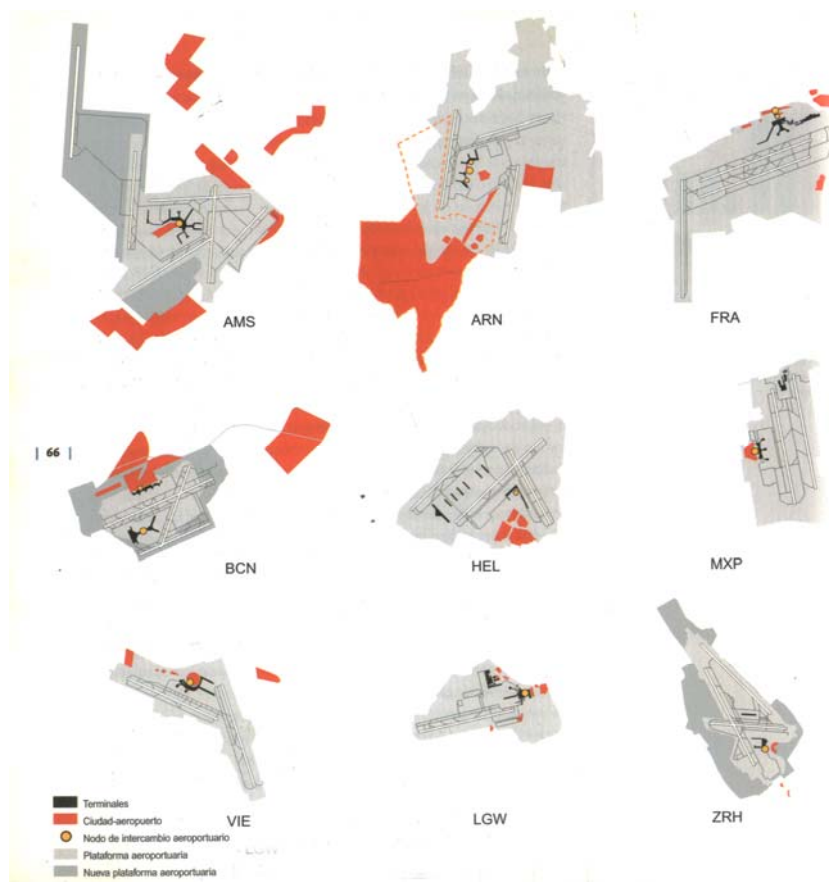 AMS
ARN
FRA
| 66 |
BCN
HEL
MXP
VIE
LGW
ZRH
Terminales
Ciudad-aeropuerto
Nodo de intercambio aeroportuario
Plataforma aeroportuaria
Nueva plataforma aeroportuaria